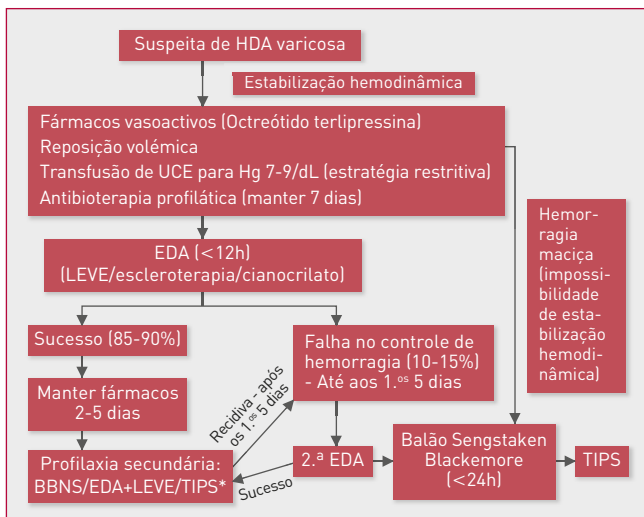 Suspeita de HDA varicosa
Estabilização hemodinâmica
Fármacos vasoactivos (Octreótido terlipressina)
Reposição volémica
Transfusão de UCE para Hg 7-9/dL (estratégia restritiva)
Antibioterapia profilática (manter 7 dias)
Hemor-
ragia
maciça
(impossi-
bilidade
de esta-
bilização
hemodi-
nâmica)
EDA (<12h)
(LEVE/escleroterapia/cianocrilato)
Sucesso (85-90%)
Falha no controle de
hemorragia (10-15%)
- Até aos 1.ºs 5 dias
Manter fármacos
2-5 dias
Recidiva - após
os 1.ºs 5 dias
Profilaxia secundária:
BBNS/EDA+LEVE/TIPS*
Sucesso
2.ª EDA
Balão Sengstaken
Blackemore
(<24h)
TIPS